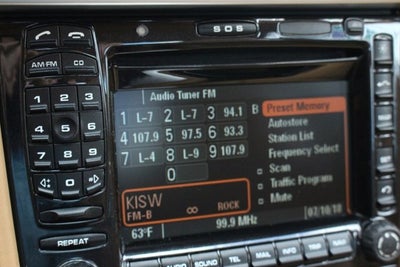 SOS
AM/FM CD
Audio Tuner FM
1 L-7 2 L-7 3 94.1
4 107.9 5 97.5 6 93.3
7 L-4 8 L-9 9 107.9
0
B Preset Memory
Autostore
Station List
Frequency Select
Scan
Traffic Program
Mute
KISW
FM-B ∞ ROCK
63°F 99.9 MHz 07/10/18
1 2 3
4 5 6
7 8 9
0
REPEAT
AUDIO SOUND TEL MAIL INFO TRIP NAVI